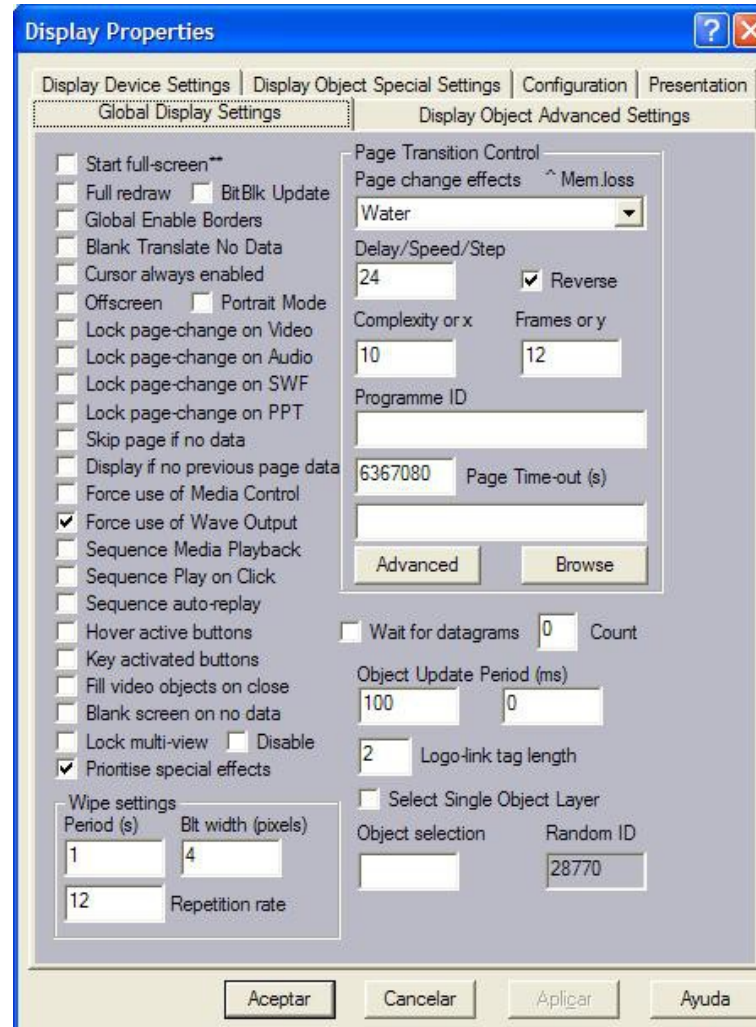 Display Properties
Display Device Settings
Display Object Special Settings
Configuration
Presentation
Global Display Settings
Display Object Advanced Settings
Start full-screen**
Full redraw
BitBlk Update
Global Enable Borders
Blank Translate No Data
Cursor always enabled
Offscreen
Portrait Mode
Lock page-change on Video
Lock page-change on Audio
Lock page-change on SWF
Lock page-change on PPT
Skip page if no data
Display if no previous page data
Force use of Media Control
Force use of Wave Output
Sequence Media Playback
Sequence Play on Click
Sequence auto-replay
Hover active buttons
Key activated buttons
Fill video objects on close
Blank screen on no data
Lock multi-view
Disable
Prioritise special effects
Wipe settings
Period (s)
Blt width (pixels)
1
4
12
Repetition rate
Page Transition Control
Page change effects
^ Mem.loss
Water
Delay/Speed/Step
24
Reverse
Complexity or x
Frames or y
10
12
Programme ID
6367080
Page Time-out (s)
Advanced
Browse
Wait for datagrams
0
Count
Object Update Period (ms)
100
0
2
Logo-link tag length
Select Single Object Layer
Object selection
Random ID
28770
Aceptar
Cancelar
Aplicar
Ayuda